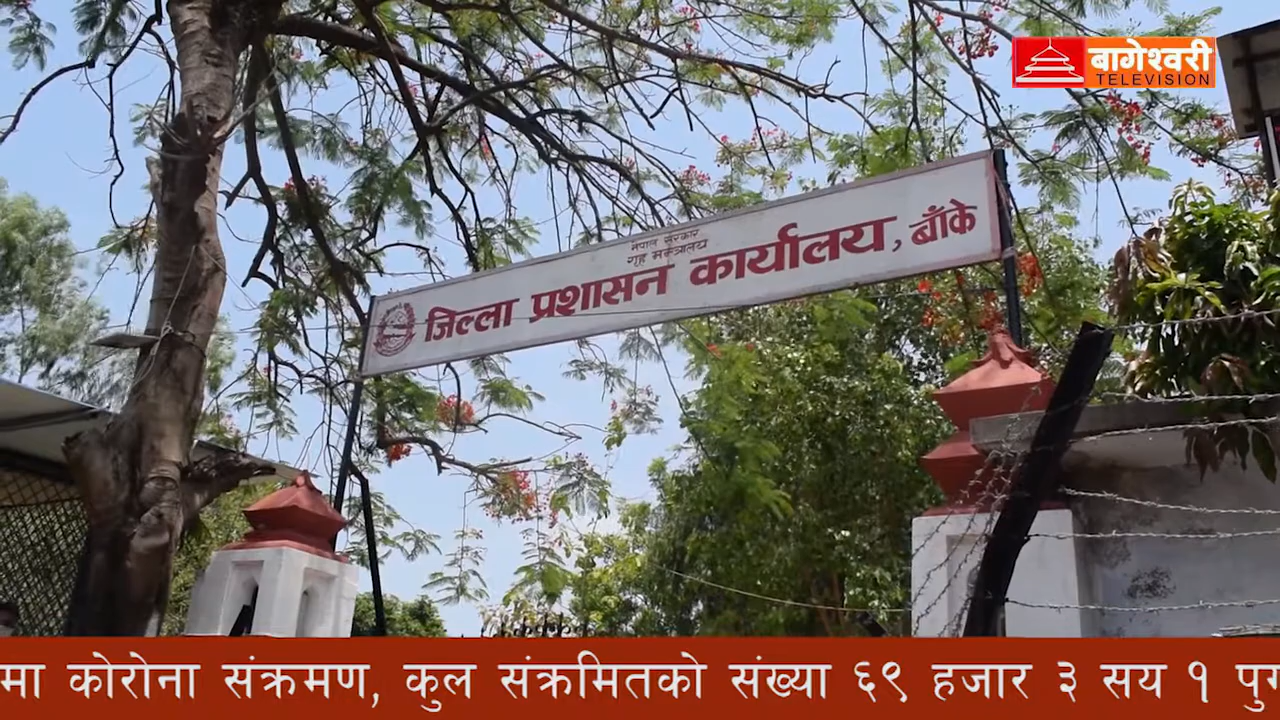 बागेश्वरी
TELEVISION
नेपाल सरकार
गृह मन्त्रालय
जिल्ला प्रशासन कार्यालय, बाँके
मा कोरोना संक्रमण, कुल संक्रमितको संख्या ६९ हजार ३ सय १ पुग